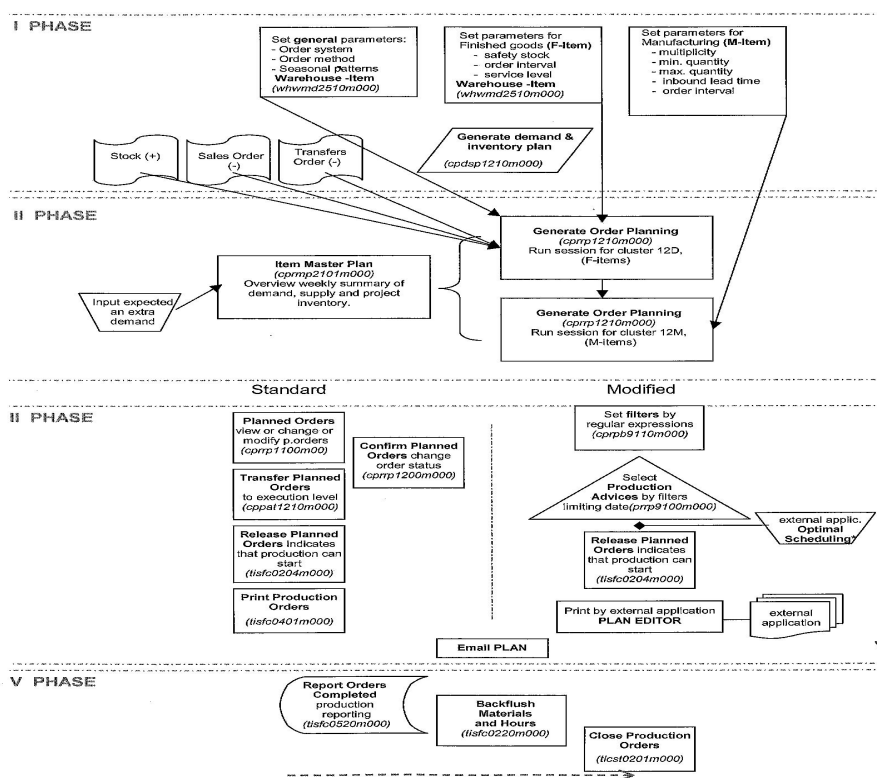 I PHASE
Set general parameters:
- Order system
- Order method
- Seasonal patterns
Warehouse -Item
(whwmd2510m000)
Set parameters for
Finished goods (F-Item)
- safety stock
- order interval
- service level
Warehouse -Item
(whwmd2510m000)
Set parameters for
Manufacturing (M-Item)
- multiplicity
- min. quantity
- max. quantity
- inbound lead time
- order interval
Stock (+)
Sales Order
(-)
Transfers
Order (-)
Generate demand &
inventory plan
(cpdsp1210m000)
II PHASE
Generate Order Planning
(cprrp1210m000)
Run session for cluster 12D,
(F-items)
Item Master Plan
(cprmp2101m000)
Overview weekly summary of
demand, supply and project
inventory.
Input expected
an extra
demand
Generate Order Planning
(cprrp1210m000)
Run session for cluster 12M,
(M-items)
Standard
Modified
II PHASE
Planned Orders
view or change or
modify p.orders
(cprrp1100m00)
Confirm Planned
Orders change
order status
(cprrp1200m000)
Transfer Planned
Orders
to execution level
(cppat1210m000)
Release Planned
Orders indicates
that production can
start
(tisfc0204m000)
Print Production
Orders
(tisfc0401m000)
Set filters by
regular expressions
(cprpb9110m000)
Select
Production
Advices by filters
limiting date(prrp9100m000)
external applic.
Optimal
Scheduling*
Release Planned
Orders indicates
that production can
start
(tisfc0204m000)
Print by external application
PLAN EDITOR
external
application
Email PLAN
V PHASE
Report Orders
Completed
production
reporting
(tisfc0520m000)
Backflush
Materials
and Hours
(tisfc0220m000)
Close Production
Orders
(ticst0201m000)